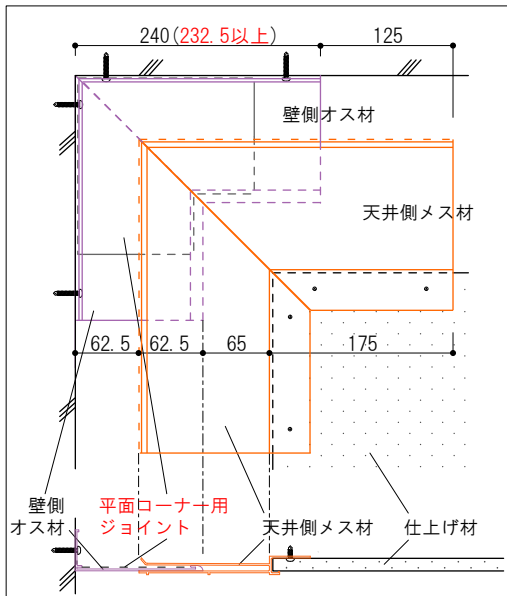 240(232.5以上)
125
壁側オス材
天井側メス材
62.5
62.5
65
175
壁側
オス材
平面コーナー用
ジョイント
天井側メス材
仕上げ材